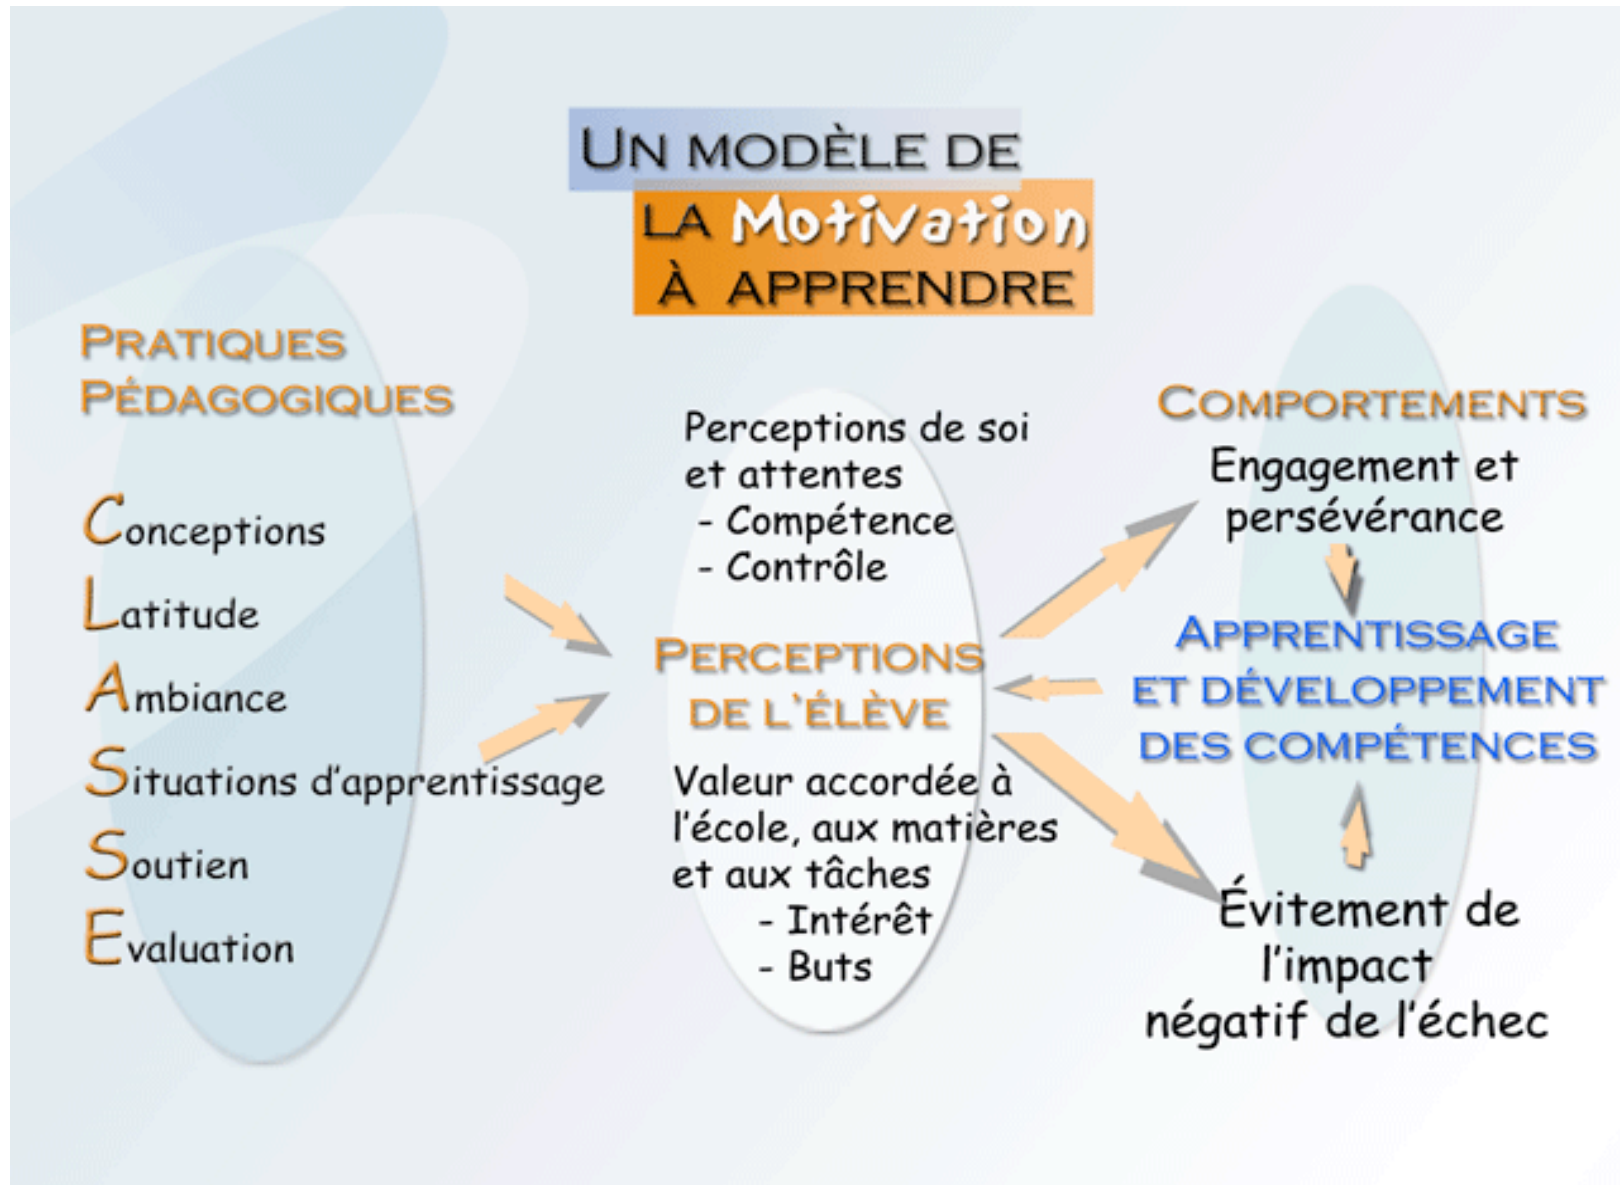 UN MODÈLE DE
LA Motivation
À APPRENDRE
PRATIQUES
PÉDAGOGIQUES
Conceptions
Latitude
Ambiance
Situations d'apprentissage
Soutien
Evaluation
Perceptions de soi
et attentes
- Compétence
- Contrôle
PERCEPTIONS
DE L'ÉLÈVE
Valeur accordée à
l'école, aux matières
et aux tâches
- Intérêt
- Buts
COMPORTEMENTS
Engagement et
persévérance
APPRENTISSAGE
ET DÉVELOPPEMENT
DES COMPÉTENCES
Évitement de
l'impact
négatif de l'échec